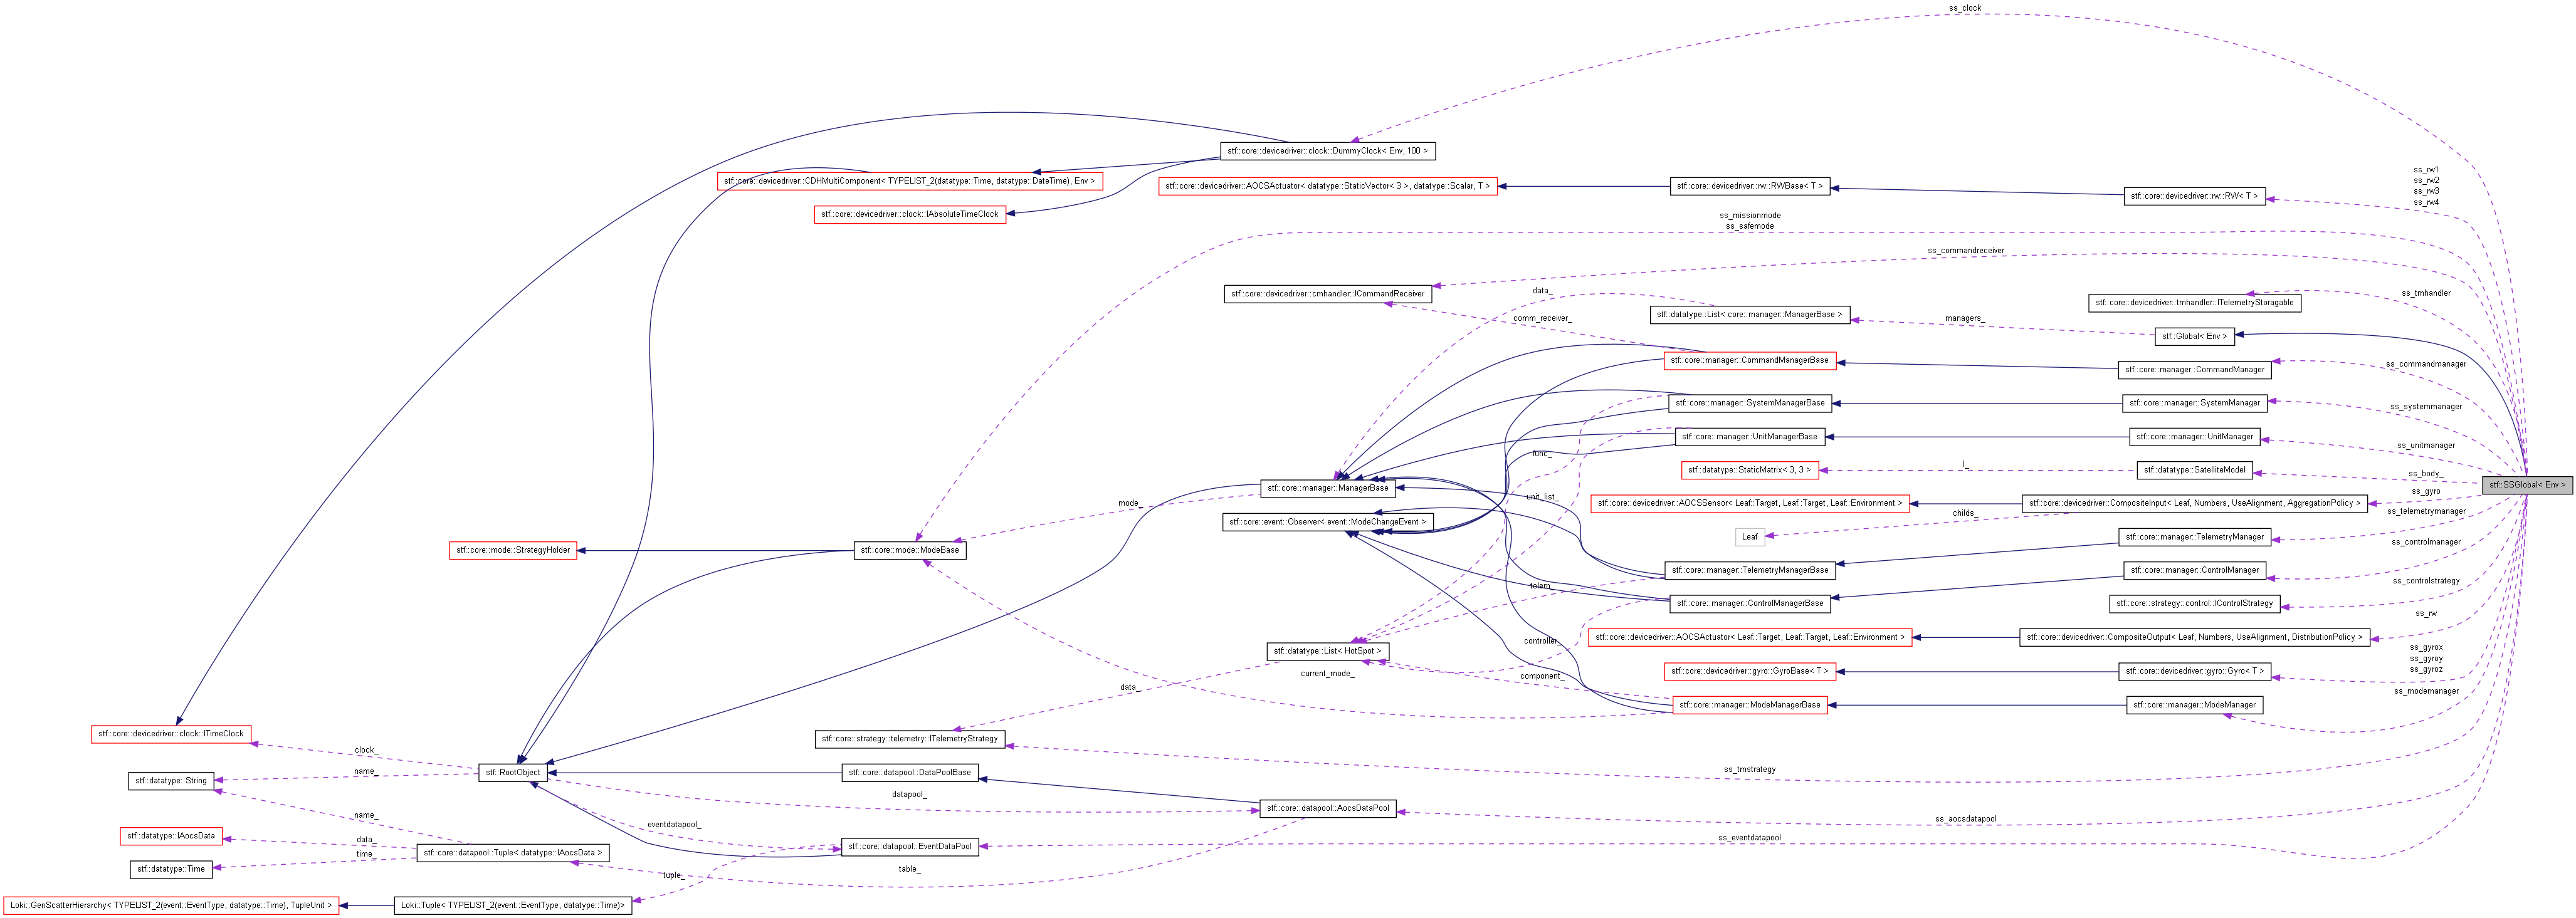 ss_clock
stf::core::devicedriver::clock::DummyClock< Env, 100 >
stf::core::devicedriver::CDHMultiComponent< TYPELIST_2(datatype::Time, datatype::DateTime), Env >
stf::core::devicedriver::AOCSActuator< datatype::StaticVector< 3 >, datatype::Scalar, T >
stf::core::devicedriver::rw::RWBase< T >
stf::core::devicedriver::rw::RW< T >
ss_rw1
ss_rw2
ss_rw3
ss_rw4
stf::core::devicedriver::clock::IAbsoluteTimeClock
ss_missionmode
ss_safemode
ss_commandreceiver
stf::core::devicedriver::cmhandler::ICommandReceiver
data_
stf::core::devicedriver::tmhandler::ITelemetryStoragable
ss_tmhandler
comm_receiver_
stf::datatype::List< core::manager::ManagerBase >
managers_
stf::Global< Env >
stf::core::manager::CommandManagerBase
stf::core::manager::CommandManager
ss_commandmanager
stf::core::manager::SystemManagerBase
stf::core::manager::SystemManager
ss_systemmanager
stf::core::manager::UnitManagerBase
stf::core::manager::UnitManager
ss_unitmanager
func_
stf::datatype::StaticMatrix< 3, 3 >
I_
stf::datatype::SatelliteModel
ss_body_
stf::SSGlobal< Env >
stf::core::manager::ManagerBase
mode_
unit_list_
stf::core::devicedriver::AOCSSensor< Leaf::Target, Leaf::Target, Leaf::Environment >
stf::core::devicedriver::CompositeInput< Leaf, Numbers, UseAlignment, AggregationPolicy >
ss_gyro
stf::core::event::Observer< event::ModeChangeEvent >
childs_
Leaf
ss_telemetrymanager
stf::core::manager::TelemetryManager
stf::core::mode::StrategyHolder
stf::core::mode::ModeBase
ss_controlmanager
stf::core::manager::TelemetryManagerBase
stf::core::manager::ControlManager
telem_
ss_controlstrategy
stf::core::manager::ControlManagerBase
stf::core::strategy::control::IControlStrategy
ss_rw
controller_
stf::core::devicedriver::AOCSActuator< Leaf::Target, Leaf::Target, Leaf::Environment >
stf::core::devicedriver::CompositeOutput< Leaf, Numbers, UseAlignment, DistributionPolicy >
stf::datatype::List< HotSpot >
ss_gyrox
ss_gyroy
ss_gyroz
current_mode_
component_
stf::core::devicedriver::gyro::GyroBase< T >
stf::core::devicedriver::gyro::Gyro< T >
data_
ss_modemanager
stf::core::manager::ModeManagerBase
stf::core::manager::ModeManager
stf::core::devicedriver::clock::ITimeClock
stf::core::strategy::telemetry::ITelemetryStrategy
clock_
ss_tmstrategy
name_
stf::RootObject
stf::core::datapool::DataPoolBase
stf::datatype::String
datapool_
stf::core::datapool::AocsDataPool
ss_aocsdatapool
name_
eventdatapool_
ss_eventdatapool
stf::datatype::IAocsData
data_
stf::core::datapool::Tuple< datatype::IAocsData >
stf::core::datapool::EventDataPool
time_
stf::datatype::Time
tuple_
table_
Loki::GenScatterHierarchy< TYPELIST_2(event::EventType, datatype::Time), TupleUnit >
Loki::Tuple< TYPELIST_2(event::EventType, datatype::Time)>